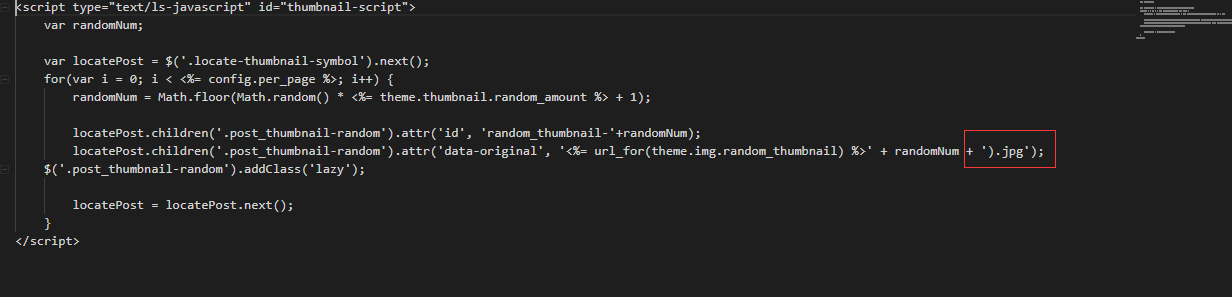 <script type="text/ls-javascript" id="thumbnail-script">
    var randomNum;

    var locatePost = $('.locate-thumbnail-symbol').next();
    for(var i = 0; i < <%= config.per_page %>; i++) {
        randomNum = Math.floor(Math.random() * <%= theme.thumbnail.random_amount %> + 1);

        locatePost.children('.post_thumbnail-random').attr('id', 'random_thumbnail-'+randomNum);
        locatePost.children('.post_thumbnail-random').attr('data-original', '<%= url_for(theme.img.random_thumbnail) %>' + randomNum + ').jpg');
    $('.post_thumbnail-random').addClass('lazy');

        locatePost = locatePost.next();
    }
</script>